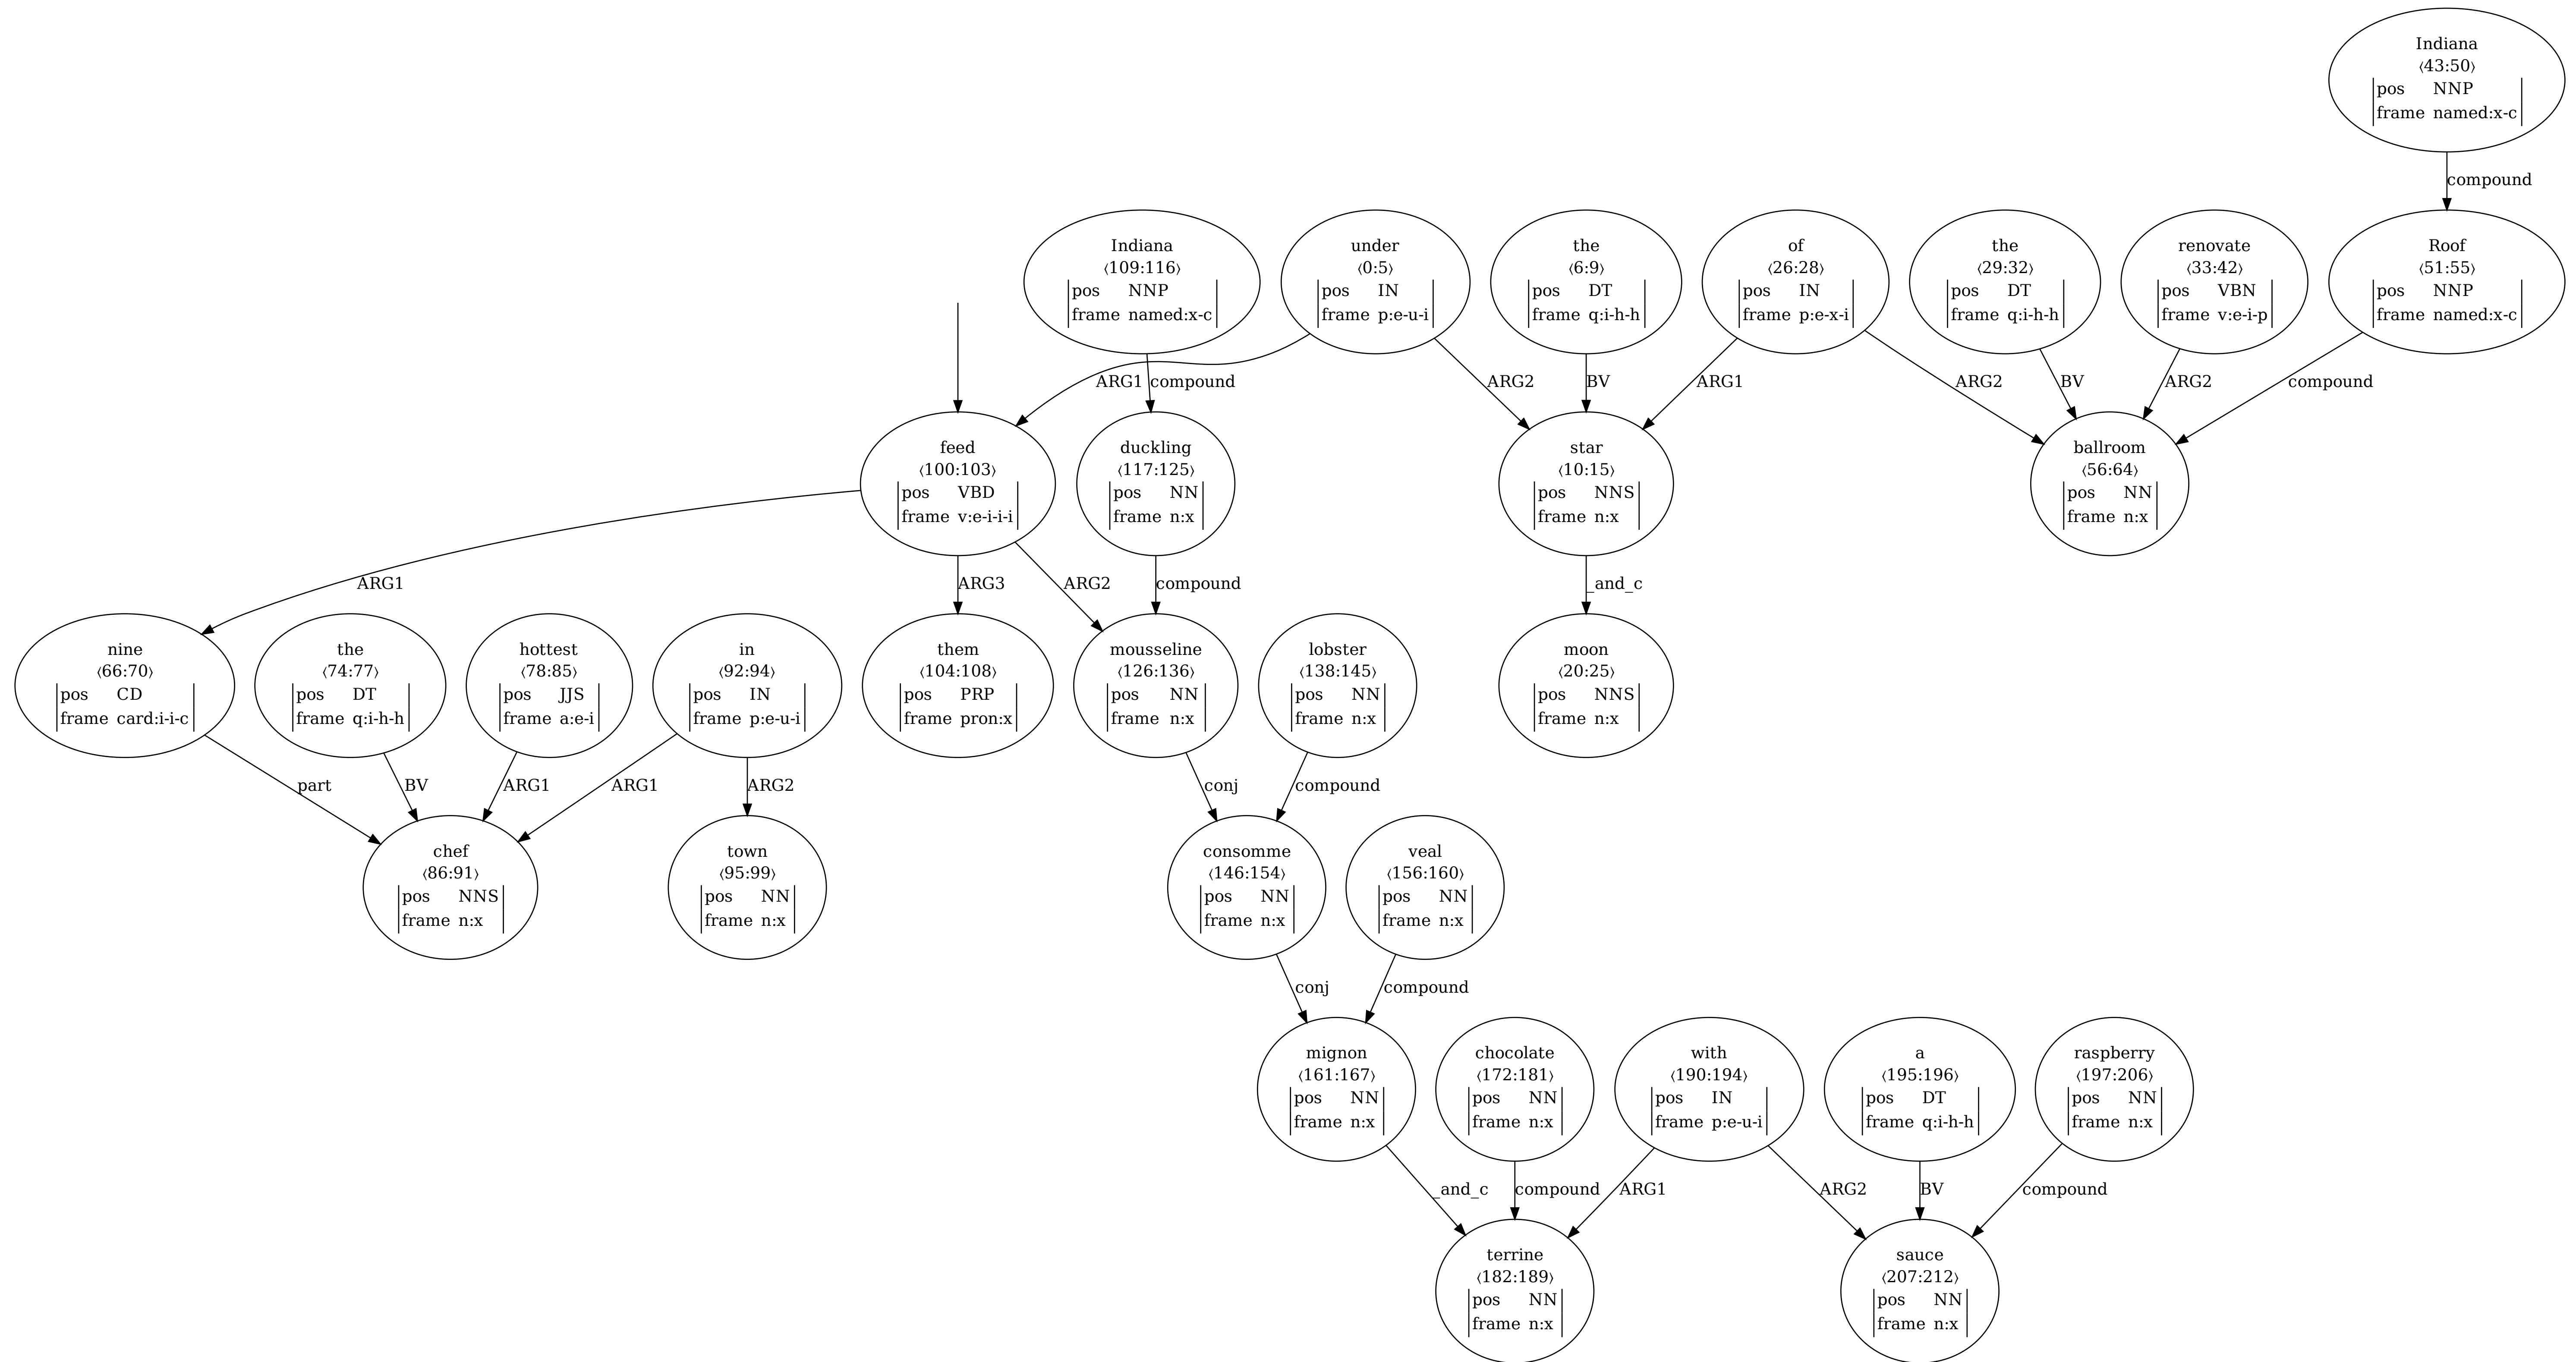 Indiana
⟨43:50⟩
pos NNP
frame named:x-c
compound
Indiana
⟨109:116⟩
pos NNP
frame named:x-c
under
⟨0:5⟩
pos IN
frame p:e-u-i
the
⟨6:9⟩
pos DT
frame q:i-h-h
of
⟨26:28⟩
pos IN
frame p:e-x-i
the
⟨29:32⟩
pos DT
frame q:i-h-h
renovate
⟨33:42⟩
pos VBN
frame v:e-i-p
Roof
⟨51:55⟩
pos NNP
frame named:x-c
ARG1
compound
ARG2
BV
ARG1
ARG2
BV
ARG2
compound
feed
⟨100:103⟩
pos VBD
frame v:e-i-i-i
duckling
⟨117:125⟩
pos NN
frame n:x
star
⟨10:15⟩
pos NNS
frame n:x
ballroom
⟨56:64⟩
pos NN
frame n:x
ARG1
ARG3
ARG2
compound
_and_c
nine
⟨66:70⟩
pos CD
frame card:i-i-c
the
⟨74:77⟩
pos DT
frame q:i-h-h
hottest
⟨78:85⟩
pos JJS
frame a:e-i
in
⟨92:94⟩
pos IN
frame p:e-u-i
them
⟨104:108⟩
pos PRP
frame pron:x
mousseline
⟨126:136⟩
pos NN
frame n:x
lobster
⟨138:145⟩
pos NN
frame n:x
moon
⟨20:25⟩
pos NNS
frame n:x
part
BV
ARG1
ARG1
ARG2
conj
compound
chef
⟨86:91⟩
pos NNS
frame n:x
town
⟨95:99⟩
pos NN
frame n:x
consomme
⟨146:154⟩
pos NN
frame n:x
veal
⟨156:160⟩
pos NN
frame n:x
conj
compound
mignon
⟨161:167⟩
pos NN
frame n:x
chocolate
⟨172:181⟩
pos NN
frame n:x
with
⟨190:194⟩
pos IN
frame p:e-u-i
a
⟨195:196⟩
pos DT
frame q:i-h-h
raspberry
⟨197:206⟩
pos NN
frame n:x
_and_c
compound
ARG1
ARG2
BV
compound
terrine
⟨182:189⟩
pos NN
frame n:x
sauce
⟨207:212⟩
pos NN
frame n:x